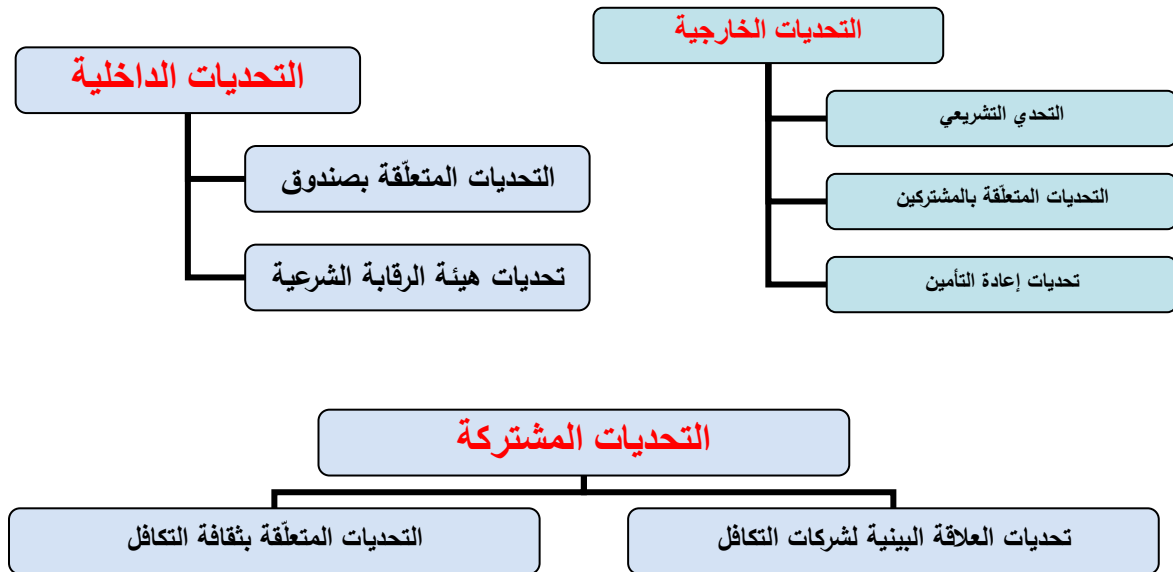 التحديات الخارجية
التحدي التشريعي
التحديات المتعلّقة بالمشتركين
تحديات إعادة التأمين
التحديات الداخلية
التحديات المتعلّقة بصندوق
تحديات هيئة الرقابة الشرعية
التحديات المشتركة
تحديات العلاقة البينية لشركات التكافل
التحديات المتعلّقة بثقافة التكافل